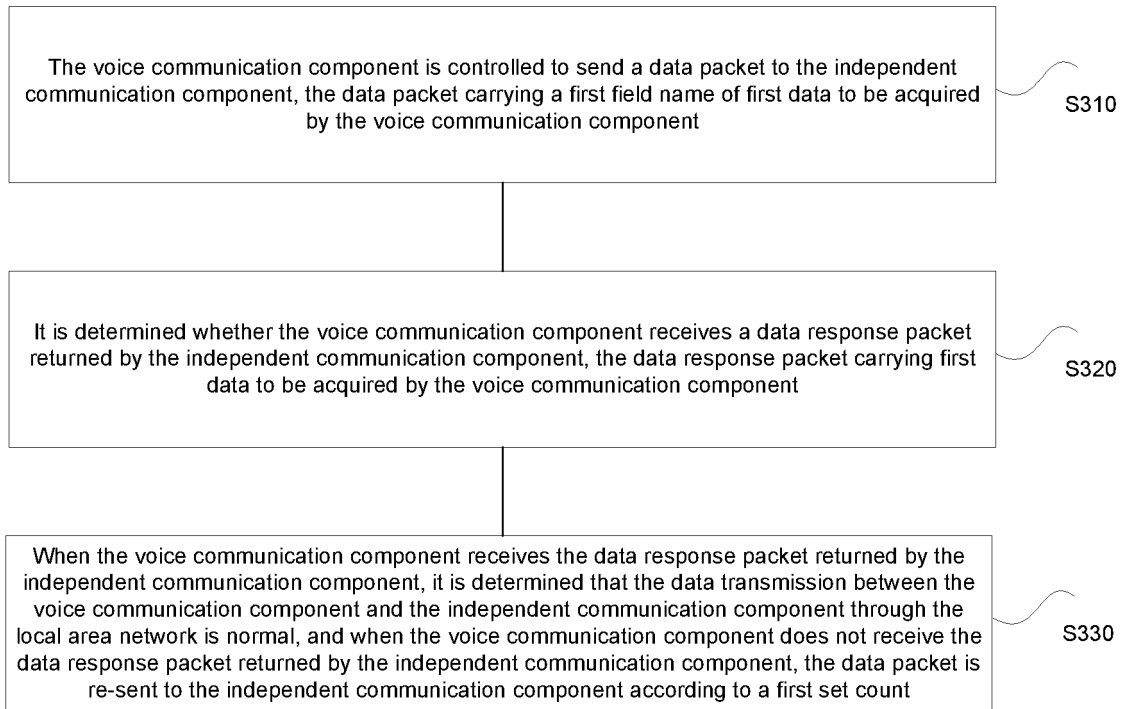 The voice communication component is controlled to send a data packet to the independent
communication component, the data packet carrying a first field name of first data to be acquired
by the voice communication component
S310
It is determined whether the voice communication component receives a data response packet
returned by the independent communication component, the data response packet carrying first
data to be acquired by the voice communication component
S320
When the voice communication component receives the data response packet returned by the
independent communication component, it is determined that the data transmission between the
voice communication component and the independent communication component through the
local area network is normal, and when the voice communication component does not receive the
data response packet returned by the independent communication component, the data packet is
re-sent to the independent communication component according to a first set count
S330